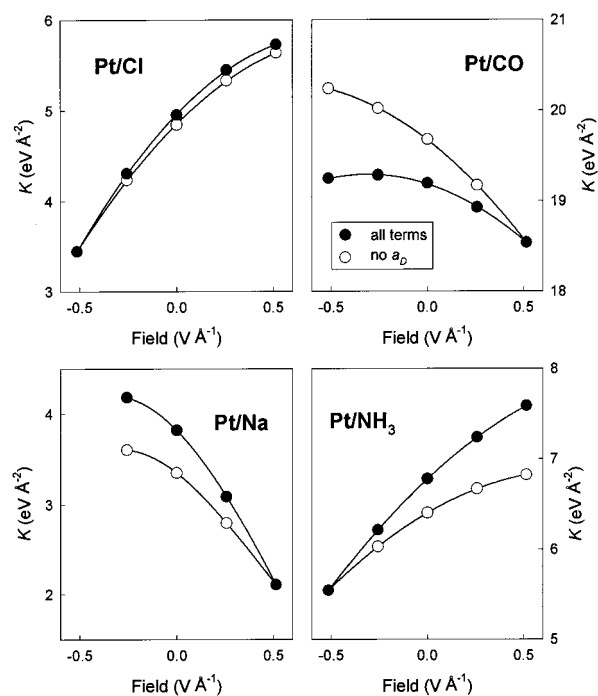 Pt/Cl
6
5
4
3
K (eV Å⁻²)
-0.5 0.0 0.5
Field (V Å⁻¹)
Pt/CO
21
20
19
18
K (eV Å⁻²)
all terms
no a_D
-0.5 0.0 0.5
Field (V Å⁻¹)
Pt/Na
4
3
2
K (eV Å⁻²)
-0.5 0.0 0.5
Field (V Å⁻¹)
Pt/NH₃
8
7
6
5
K (eV Å⁻²)
-0.5 0.0 0.5
Field (V Å⁻¹)